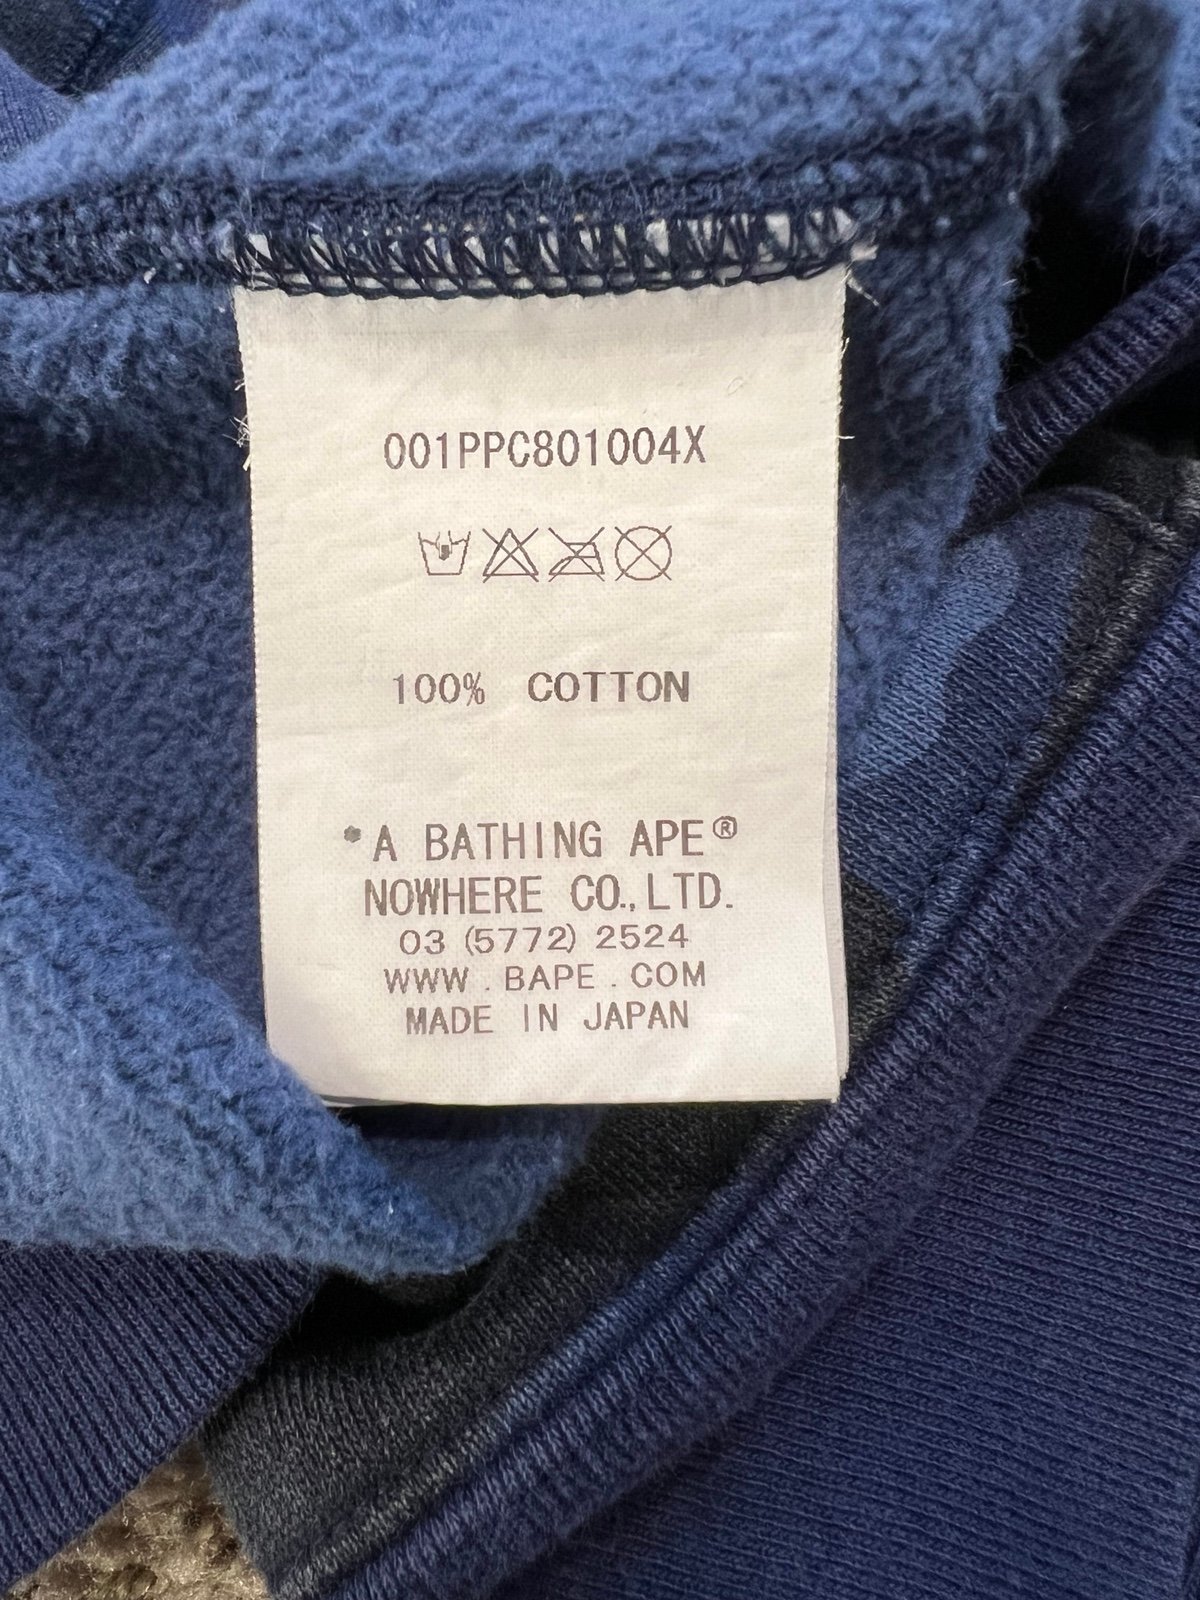 001PPC801004X
100% COTTON
*A BATHING APE®
NOWHERE CO.,LTD.
03 (5772) 2524
WWW.BAPE.COM
MADE IN JAPAN